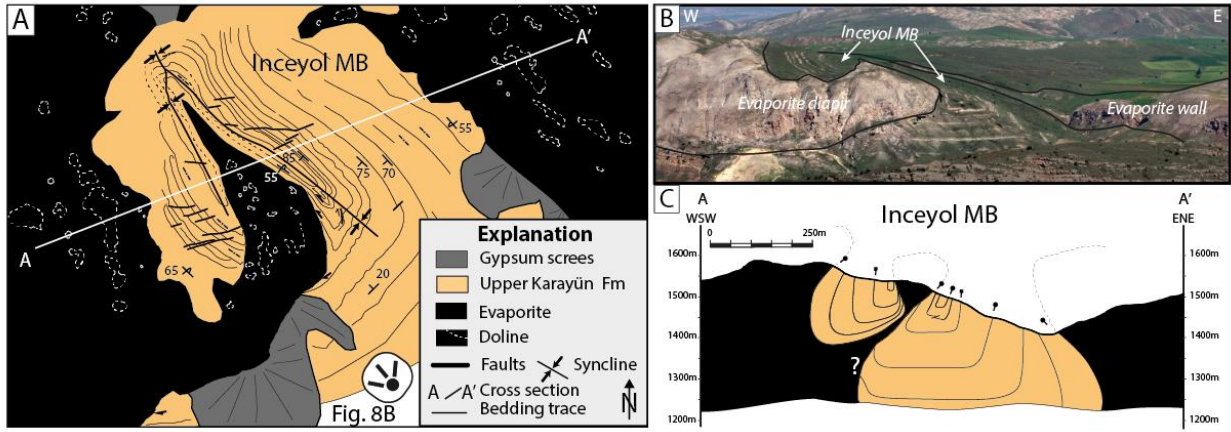 A
Inceyol MB
A'
55
85
55
75
70
20
65
A
Fig. 8B
Explanation
Gypsum screes
Upper Karayün Fm
Evaporite
Doline
Faults
Syncline
A A' Cross section
Bedding trace
N
B
W
E
Inceyol MB
Evaporite diapir
Evaporite wall
C
A
WSW
Inceyol MB
A'
ENE
0 250m
1600m
1600m
1500m
1500m
1400m
1400m
?
1300m
1300m
1200m
1200m